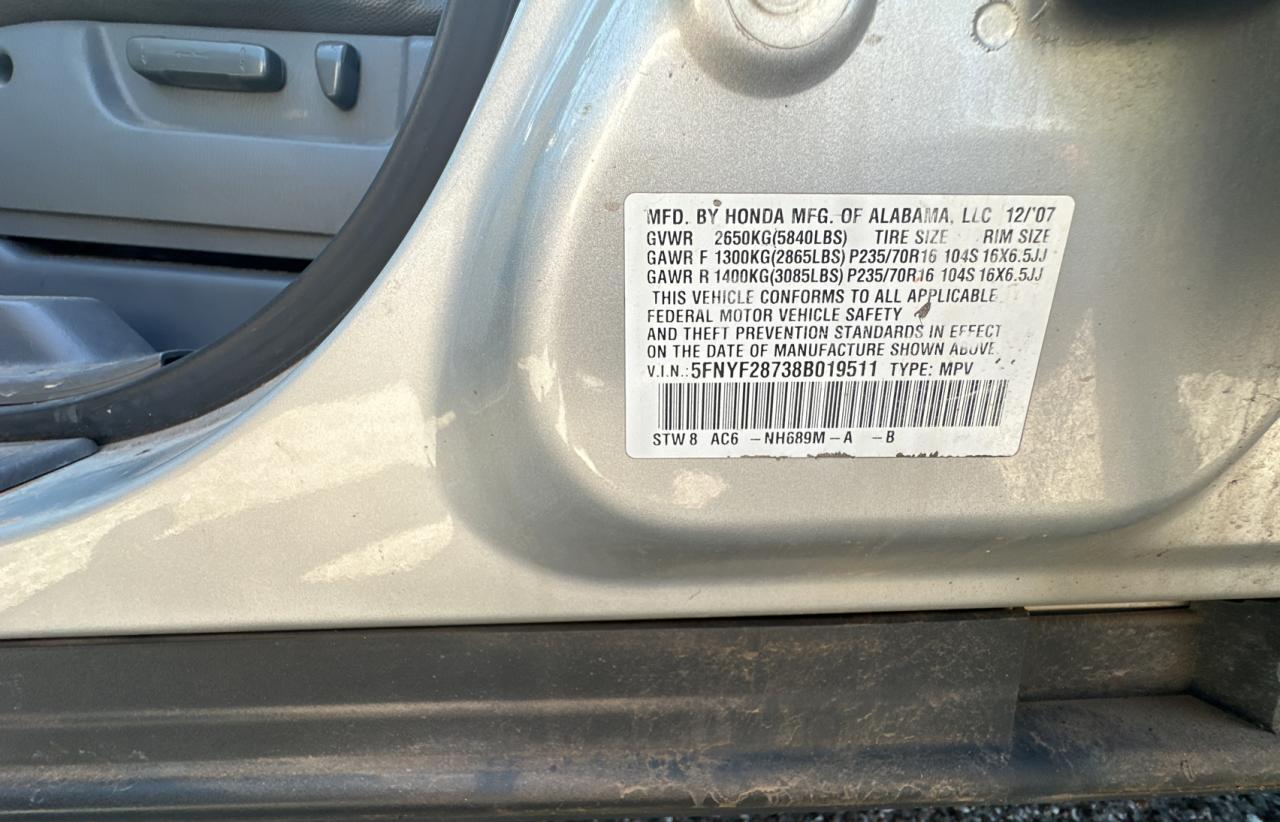 MFD. BY HONDA MFG. OF ALABAMA, LLC 12/'07
GVWR 2650KG(5840LBS) TIRE SIZE RIM SIZE
GAWR F 1300KG(2865LBS) P235/70R16 104S 16X6.5JJ
GAWR R 1400KG(3085LBS) P235/70R16 104S 16X6.5JJ
THIS VEHICLE CONFORMS TO ALL APPLICABLE
FEDERAL MOTOR VEHICLE SAFETY
AND THEFT PREVENTION STANDARDS IN EFFECT
ON THE DATE OF MANUFACTURE SHOWN ABOVE.
V.I.N.: 5FNYF28738B019511 TYPE: MPV
STW 8 AC6 -NH689M-A -B